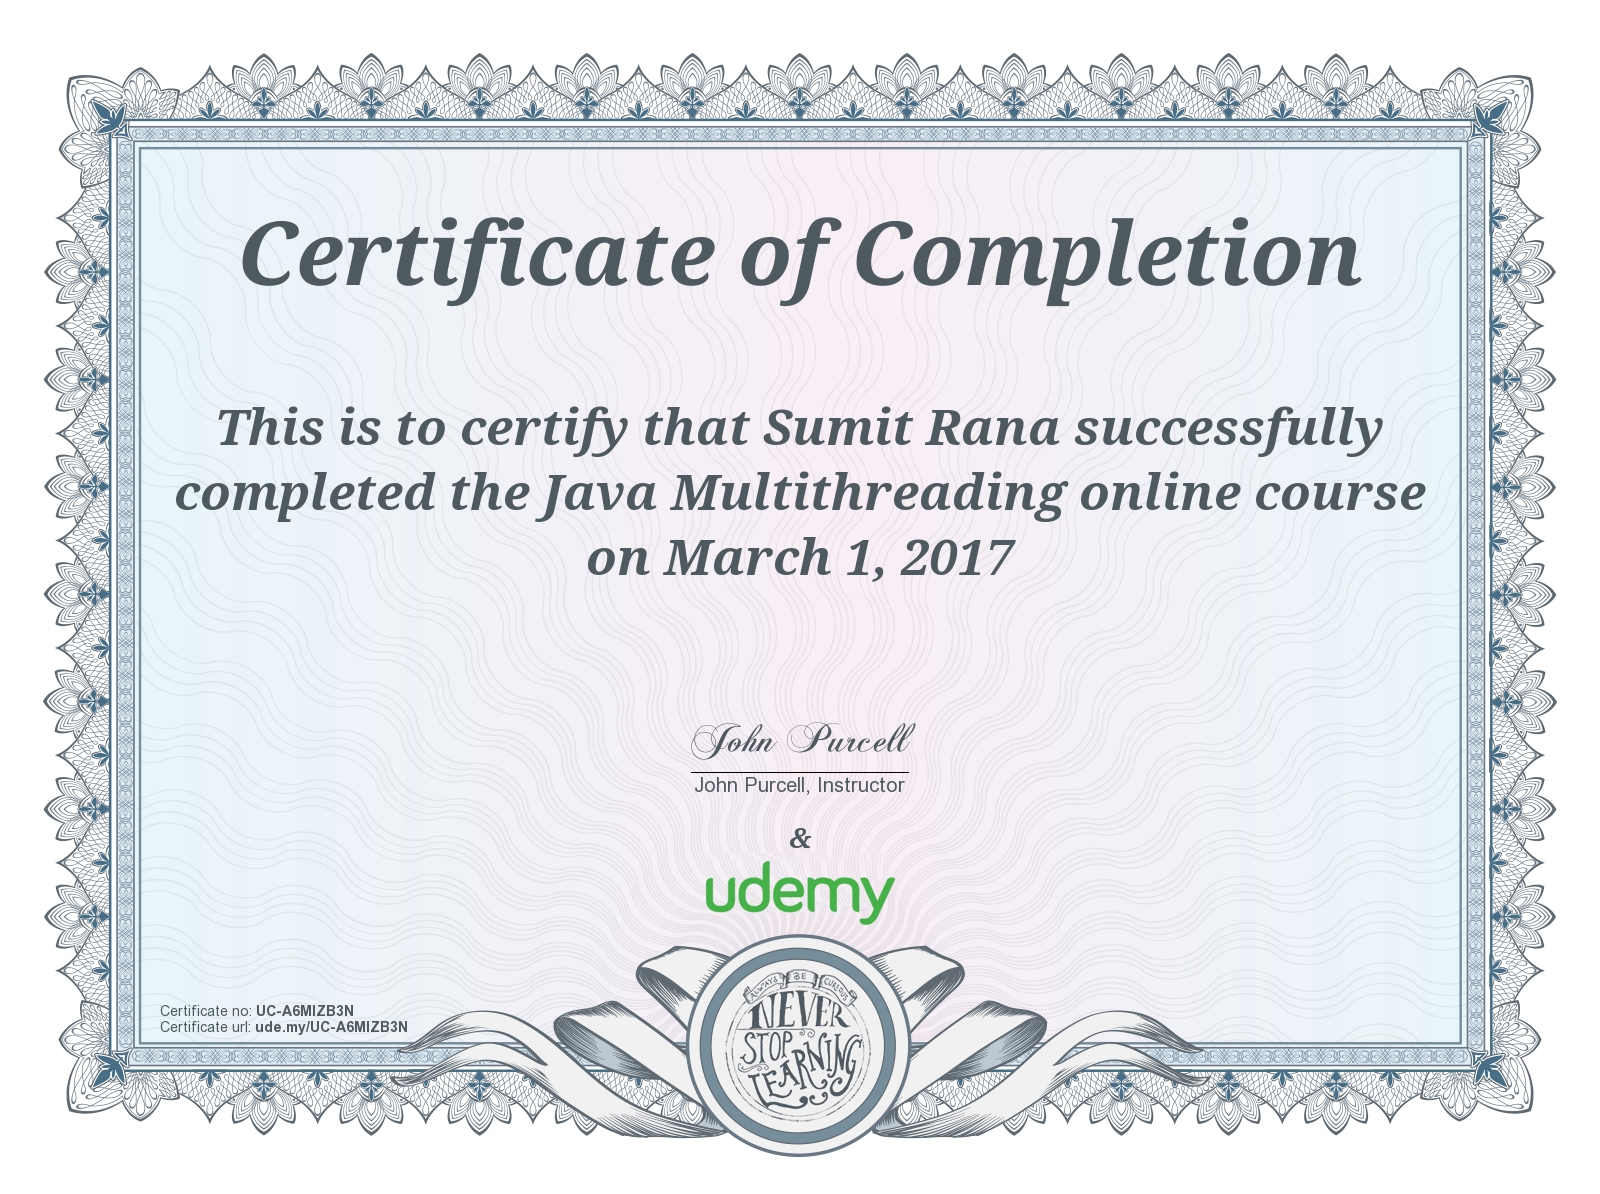 Certificate of Completion
This is to certify that Sumit Rana successfully
completed the Java Multithreading online course
on March 1, 2017
John Purcell
John Purcell, Instructor
&
udemy
Certificate no: UC-A6MIZB3N
Certificate url: ude.my/UC-A6MIZB3N
ALWAYS BE CURIOUS
NEVER
STOP
LEARNING